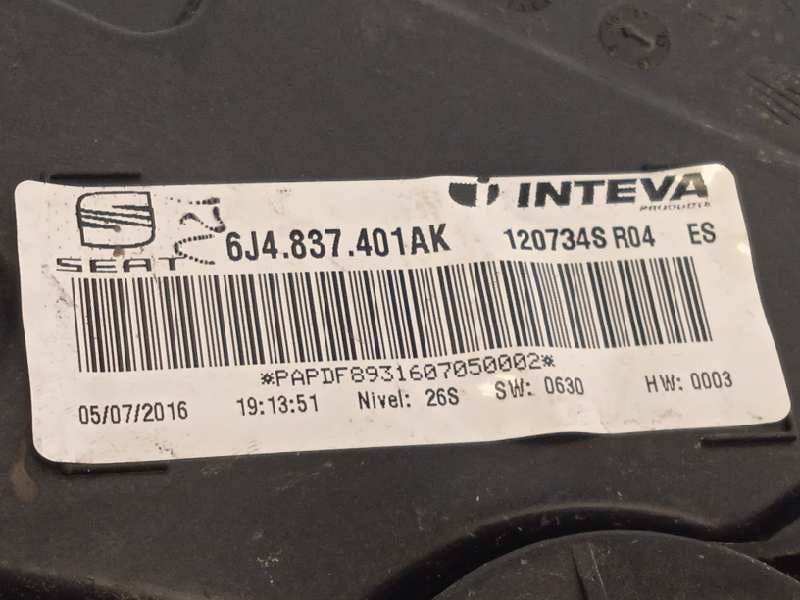 INTEVA
PRODUCTS
SEAT
6J4.837.401AK 120734S R04 ES
*PAPDF8931607050002*
05/07/2016 19:13:51 Nivel: 26S SW: 0630 HW: 0003